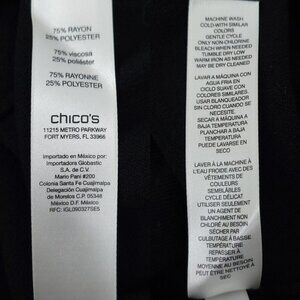 75% RAYON
25% POLYESTER
75% viscosa
25% poliéster
75% RAYONNE
25% POLYESTER
chico's
11215 METRO PARKWAY
FORT MYERS, FL 33966
Importado en México por:
Importadora Globastic
S.A. de C.V.
Mario Pani #200
Colonia Santa Fe Cuajimalpa
Delegación Cuajimalpa
de Morelos C.P. 05348
México D.F. México
RFC: IGL090327SE5
MACHINE WASH
COLD-WITH SIMILAR
COLORS
GENTLE CYCLE
ONLY NON-CHLORINE
BLEACH WHEN NEEDED
TUMBLE DRY LOW
WARM IRON AS NEEDED
MAY BE DRY CLEANED
LAVAR A MÁQUINA CON
AGUA FRIA EN
CICLO SUAVE CON
COLORES SIMILARES
USAR BLANQUEADOR
SIN CLORO CUANDO SE
NECESITE
SECAR A MÁQUINA A
BAJA TEMPERATURA
PLANCHAR A BAJA
TEMPERATURA
PUEDE LAVARSE EN
SECO
LAVER À LA MACHINE À
L'EAU FROIDE AVEC DES
VÊTEMENTS DE
COULEURS
SEMBLABLES
CYCLE DÉLICAT
UTILISER SEULEMENT
UN AGENT DE
BLANCHIMENT NON
CHLORÉ AU BESOIN
SÉCHER PAR
CULBUTAGE À BASSE
TEMPÉRATURE
REPASSER À
TEMPÉRATURE
MOYENNE AU BESOIN
PEUT ÊTRE NETTOYÉ À
SEC